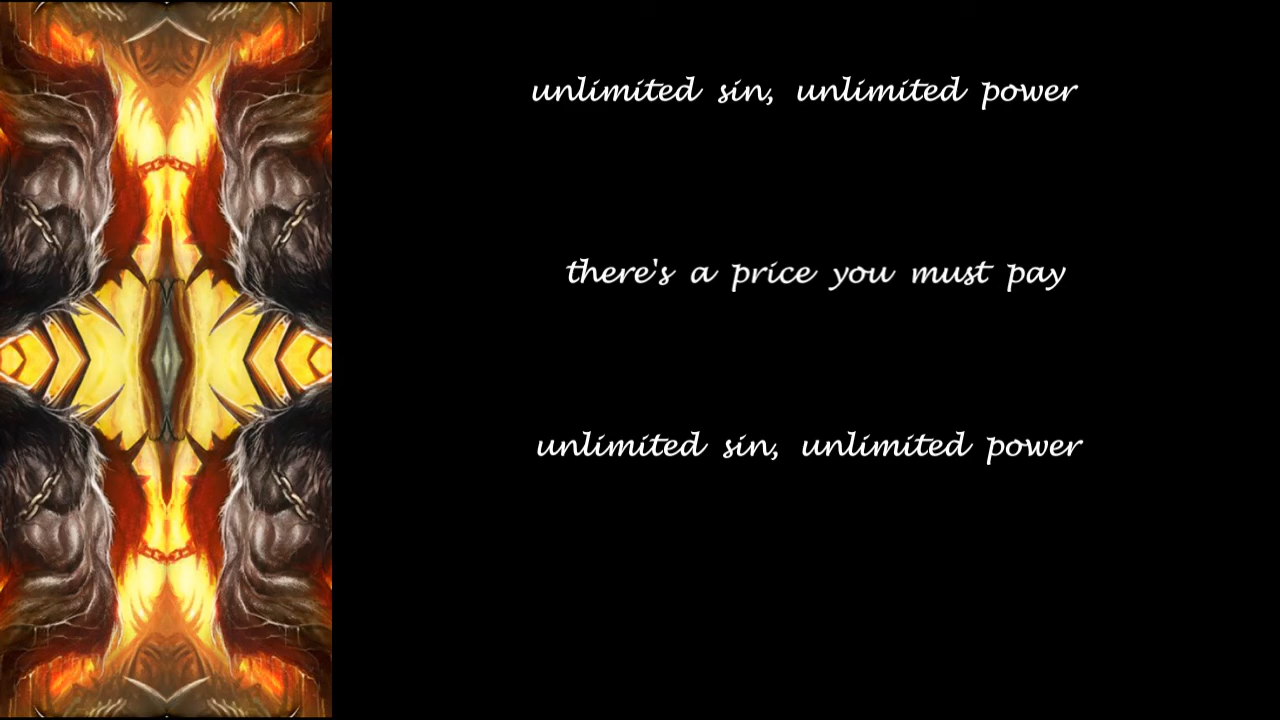 unlimited sin, unlimited power
there's a price you must pay
unlimited sin, unlimited power